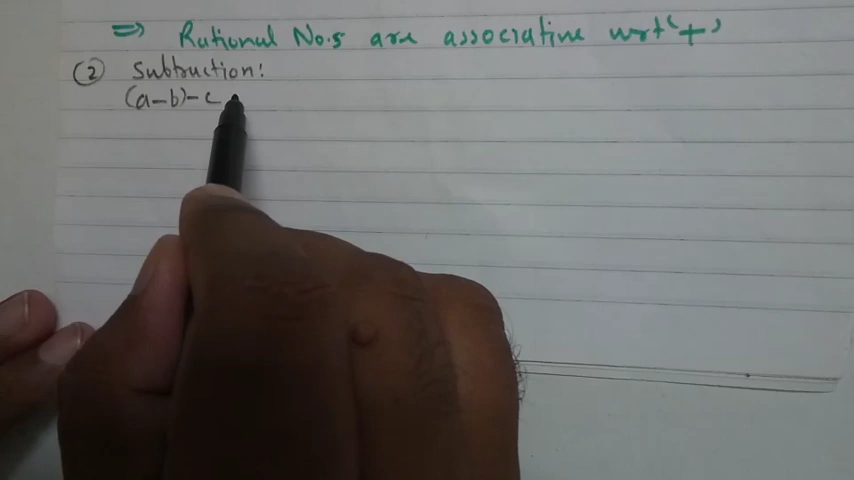 => Rational No.s are associative wrt '+'
② Subtraction:
(a-b)-c